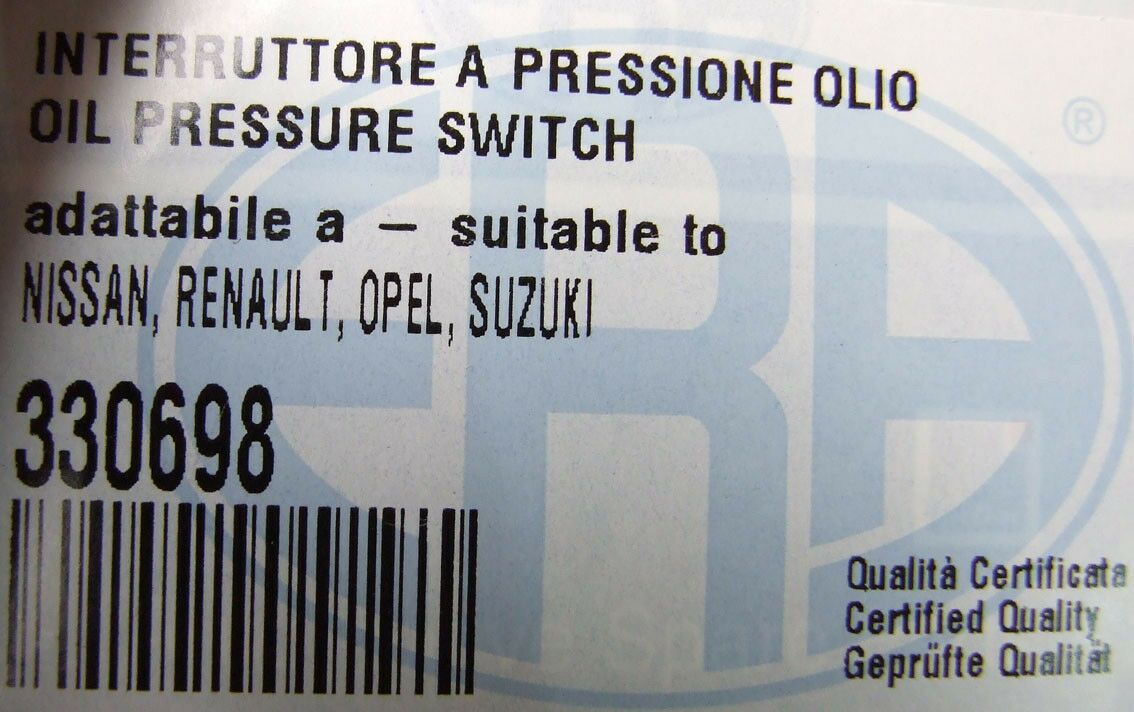 INTERRUTTORE A PRESSIONE OLIO
OIL PRESSURE SWITCH
adattabile a – suitable to
NISSAN, RENAULT, OPEL, SUZUKI
330698
ERA ®
Qualità Certificata
Certified Quality
Geprüfte Qualität